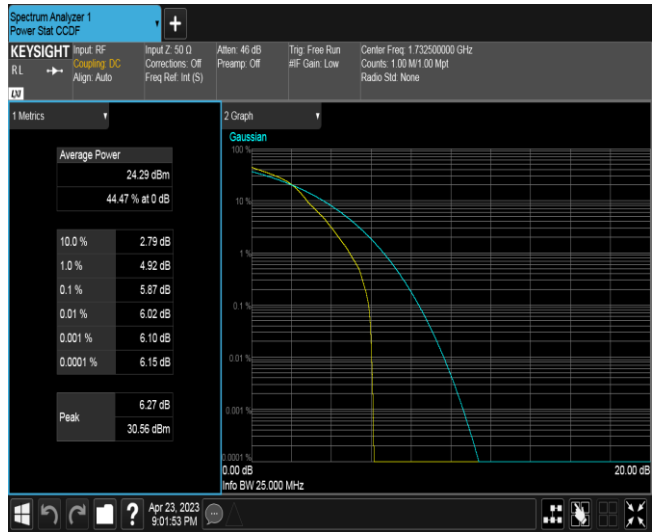 Spectrum Analyzer 1
Power Stat CCDF
KEYSIGHT
RL
LXI
Input: RF
Coupling: DC
Align: Auto
Input Z: 50 Ω
Corrections: Off
Freq Ref: Int (S)
Atten: 46 dB
Preamp: Off
Trig: Free Run
#IF Gain: Low
Center Freq: 1.732500000 GHz
Counts: 1.00 M/1.00 Mpt
Radio Std: None
1 Metrics
Average Power
24.29 dBm
44.47 % at 0 dB
10.0 % 2.79 dB
1.0 % 4.92 dB
0.1 % 5.87 dB
0.01 % 6.02 dB
0.001 % 6.10 dB
0.0001 % 6.15 dB
Peak
6.27 dB
30.56 dBm
2 Graph
Gaussian
100 %
10 %
1 %
0.1 %
0.01 %
0.001 %
0.0001 %
0.00 dB 20.00 dB
Info BW 25.000 MHz
Apr 23, 2023
9:01:53 PM